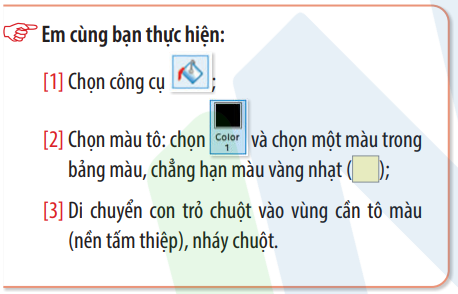 Em cùng bạn thực hiện:
[1] Chọn công cụ ;
[2] Chọn màu tô: chọn Color 1 và chọn một màu trong
bảng màu, chẳng hạn màu vàng nhạt ( );
[3] Di chuyển con trỏ chuột vào vùng cần tô màu
(nền tấm thiệp), nháy chuột.